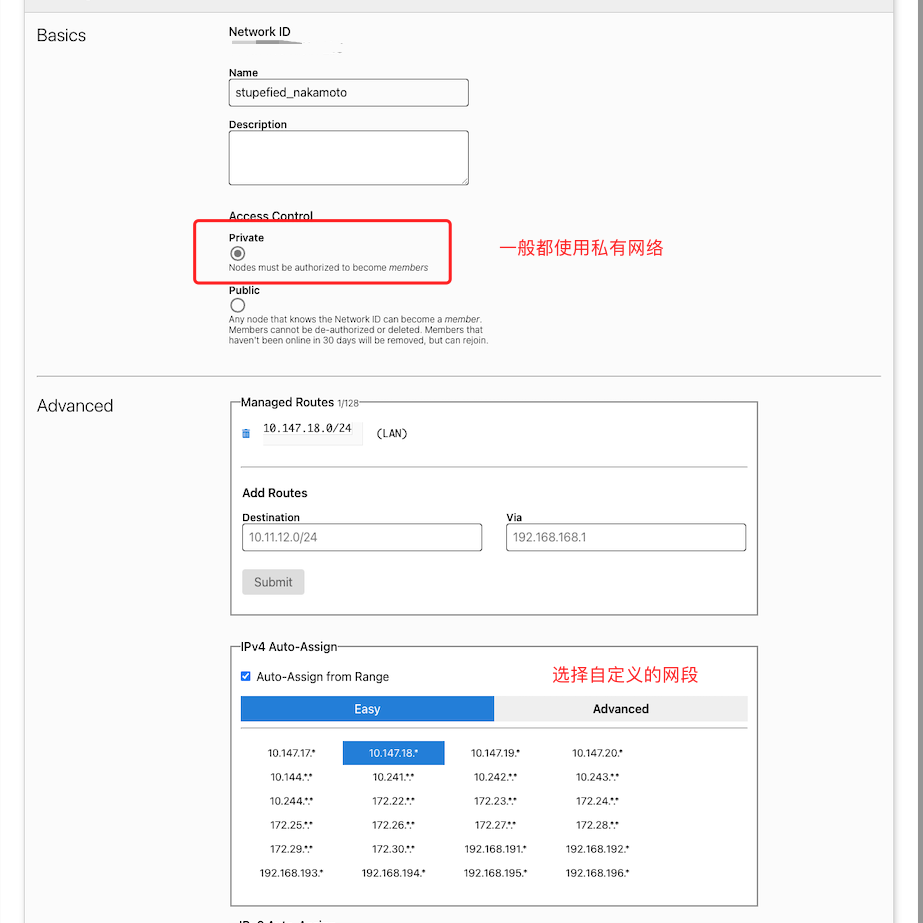 Basics
Network ID
Name
stupefied_nakamoto
Description
Access Control
Private
Nodes must be authorized to become members
一般都使用私有网络
Public
Any node that knows the Network ID can become a member.
Members cannot be de-authorized or deleted. Members that
haven't been online in 30 days will be removed, but can rejoin.
Advanced
Managed Routes 1/128
10.147.18.0/24 (LAN)
Add Routes
Destination Via
10.11.12.0/24 192.168.168.1
Submit
IPv4 Auto-Assign
Auto-Assign from Range
选择自定义的网段
Easy Advanced
10.147.17.* 10.147.18.* 10.147.19.* 10.147.20.*
10.144.*.* 10.241.*.* 10.242.*.* 10.243.*.*
10.244.*.* 172.22.*.* 172.23.*.* 172.24.*.*
172.25.*.* 172.26.*.* 172.27.*.* 172.28.*.*
172.29.*.* 172.30.*.* 192.168.191.* 192.168.192.*
192.168.193.* 192.168.194.* 192.168.195.* 192.168.196.*